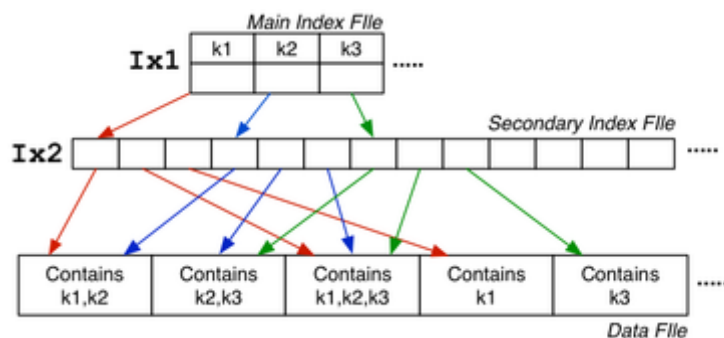 Main Index FIle
Ix1 k1 k2 k3 .....
Secondary Index FIle
Ix2 .....
Contains Contains Contains Contains Contains .....
k1,k2 k2,k3 k1,k2,k3 k1 k3
Data FIle